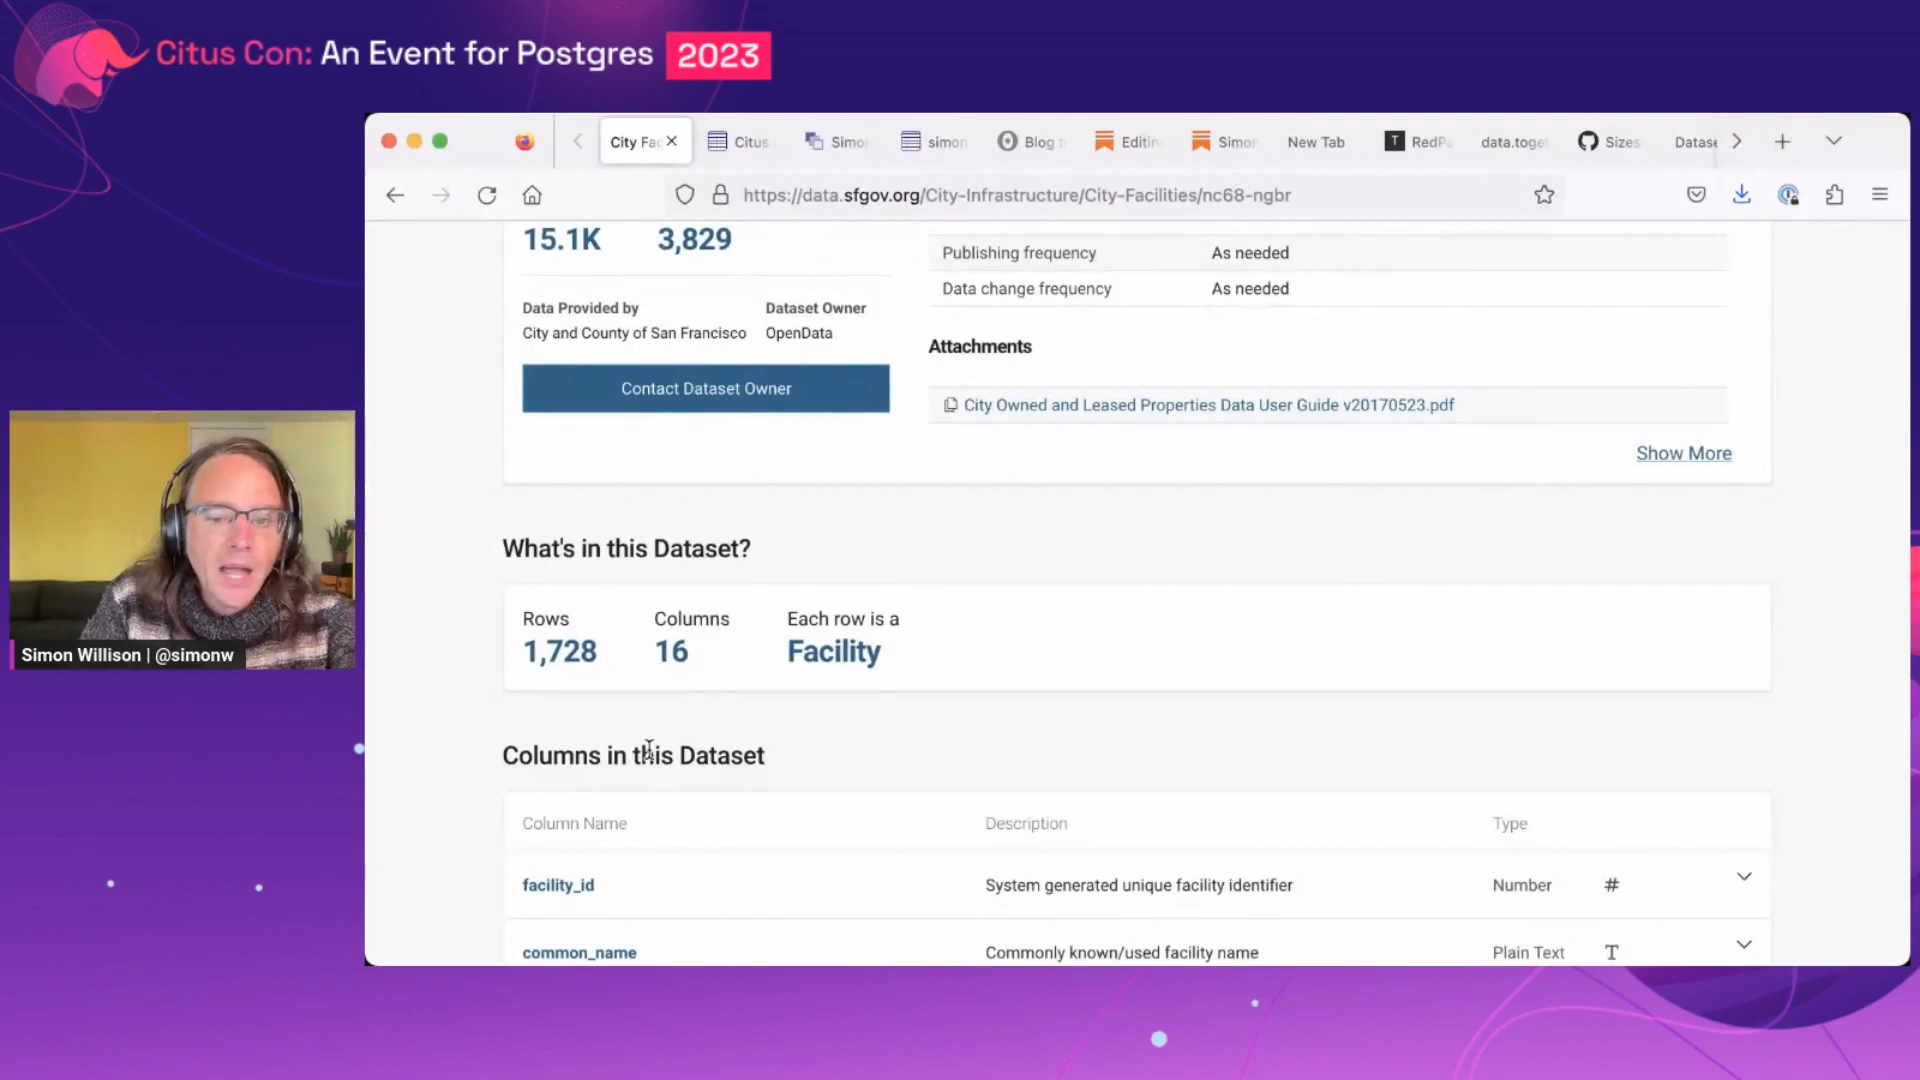 Citus Con: An Event for Postgres 2023
City Fac
Citus
Simo
simon
Blog
Editin
Simor
New Tab
RedPa
data.toget
Sizes
Datase
https://data.sfgov.org/City-Infrastructure/City-Facilities/nc68-ngbr
15.1K 3,829
Publishing frequency As needed
Data change frequency As needed
Data Provided by Dataset Owner
City and County of San Francisco OpenData
Contact Dataset Owner
Attachments
City Owned and Leased Properties Data User Guide v20170523.pdf
Show More
What's in this Dataset?
Rows Columns Each row is a
1,728 16 Facility
Columns in this Dataset
Column Name Description Type
facility_id System generated unique facility identifier Number #
common_name Commonly known/used facility name Plain Text T
Simon Willison | @simonw